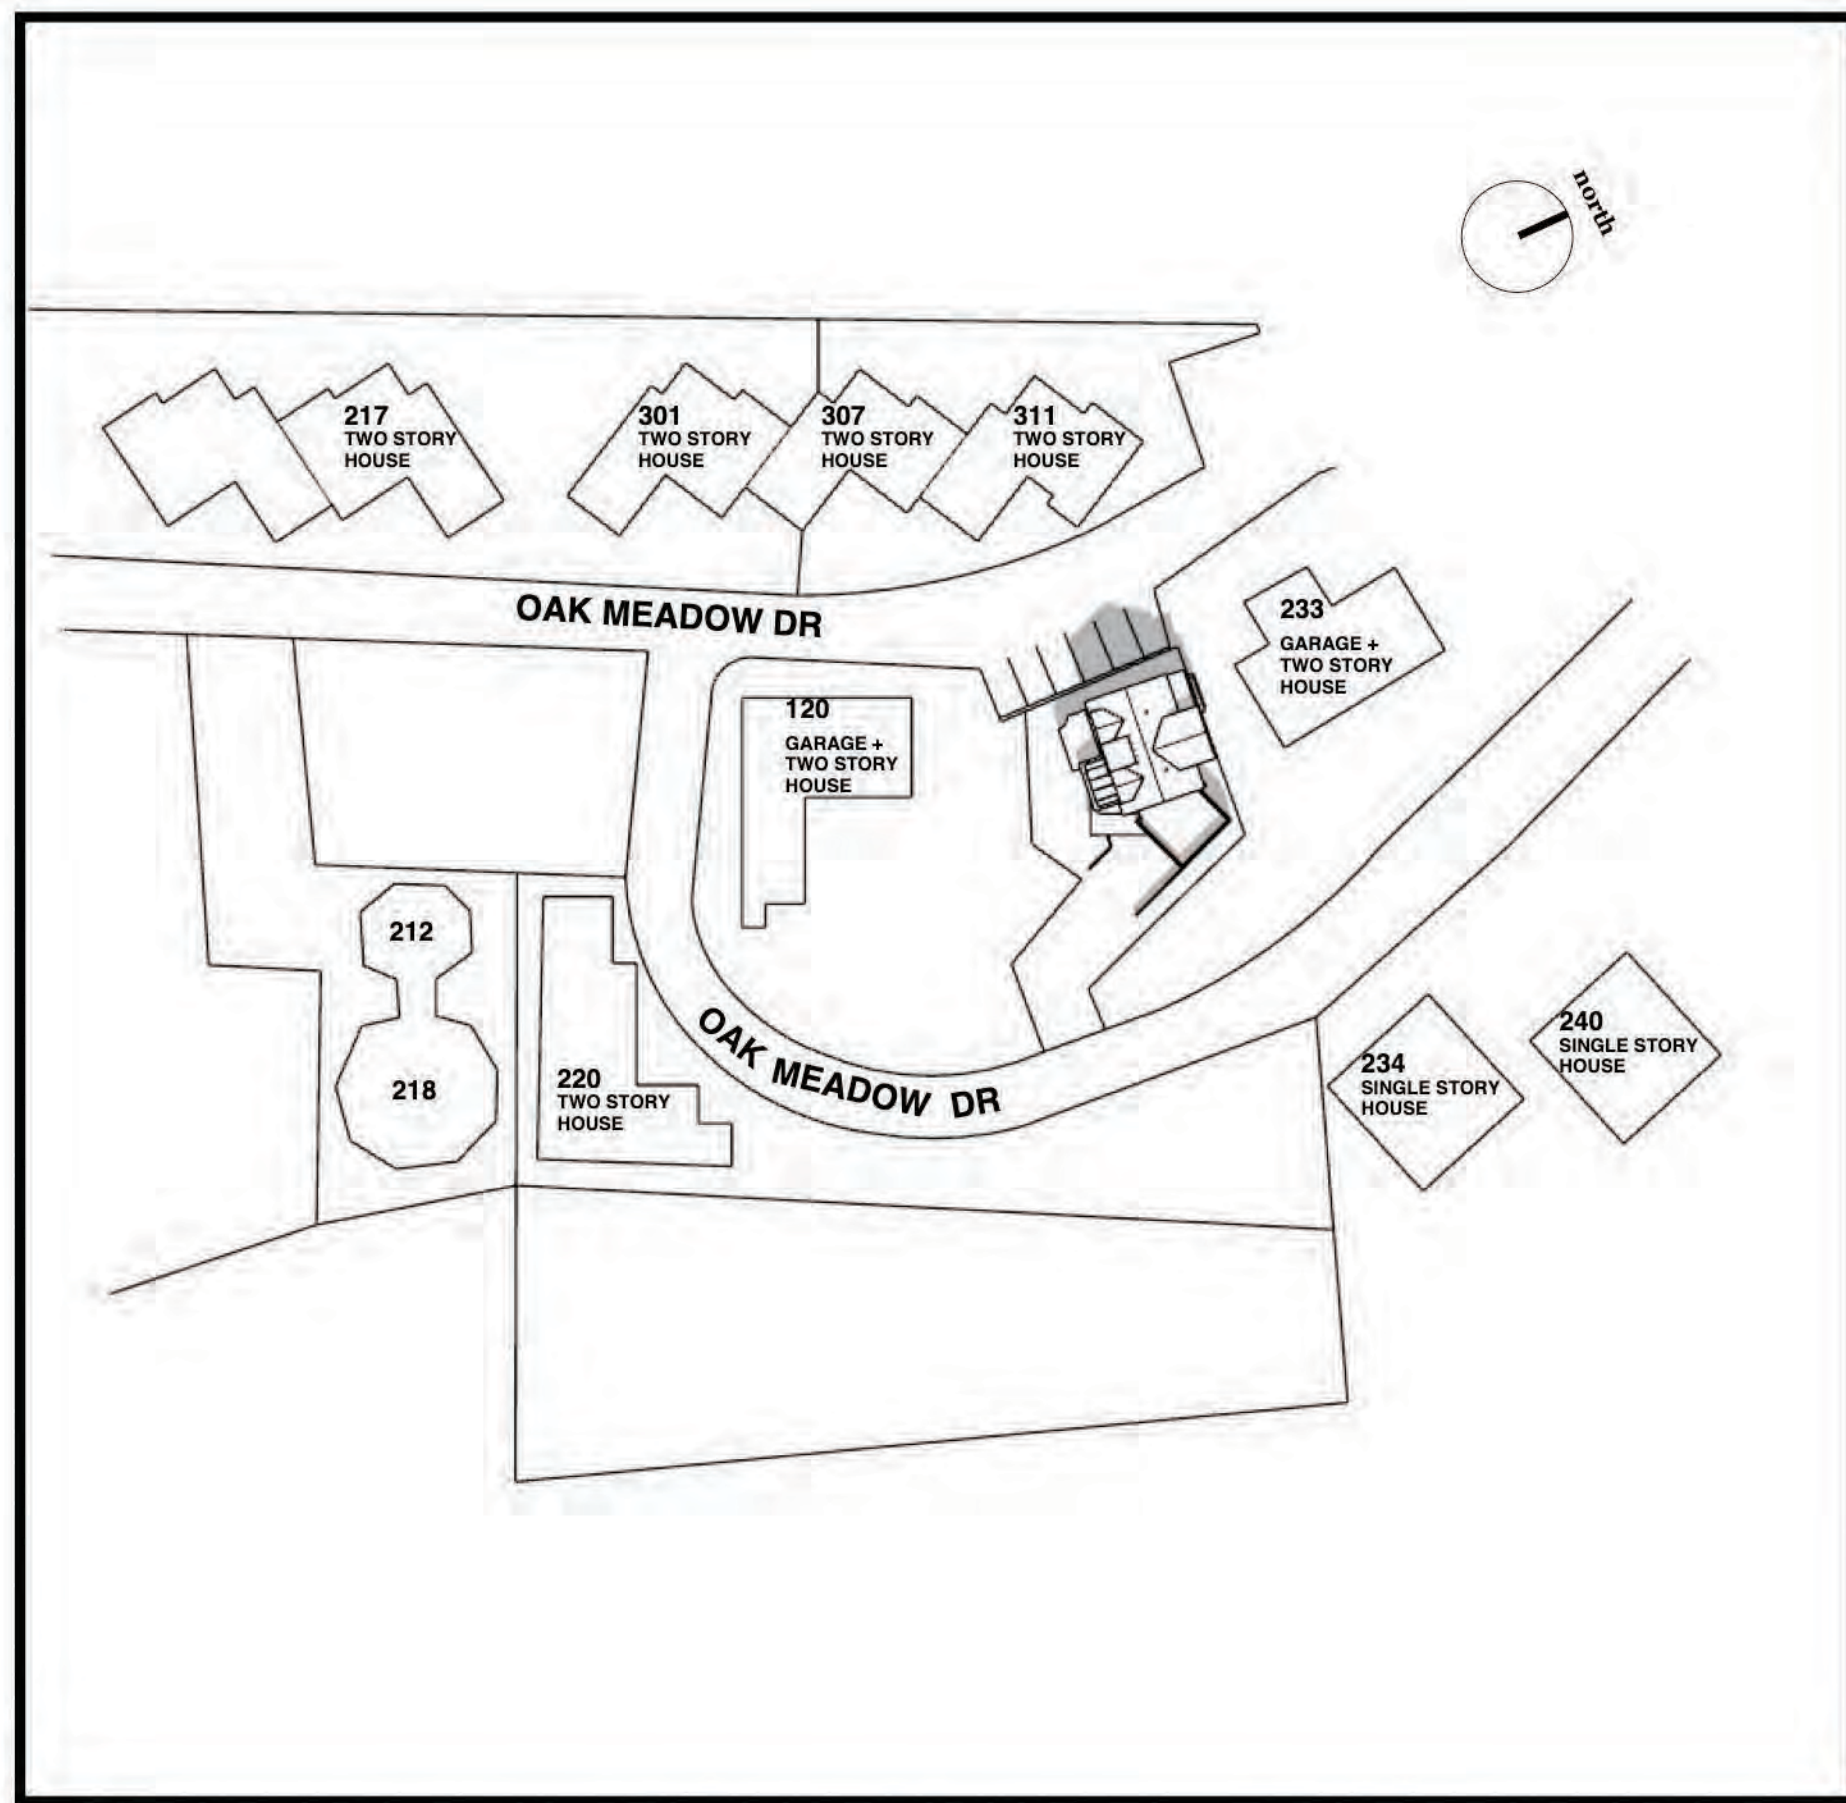 north
217
TWO STORY
HOUSE
301
TWO STORY
HOUSE
307
TWO STORY
HOUSE
311
TWO STORY
HOUSE
OAK MEADOW DR
233
GARAGE +
TWO STORY
HOUSE
120
GARAGE +
TWO STORY
HOUSE
212
218
220
TWO STORY
HOUSE
OAK MEADOW DR
234
SINGLE STORY
HOUSE
240
SINGLE STORY
HOUSE